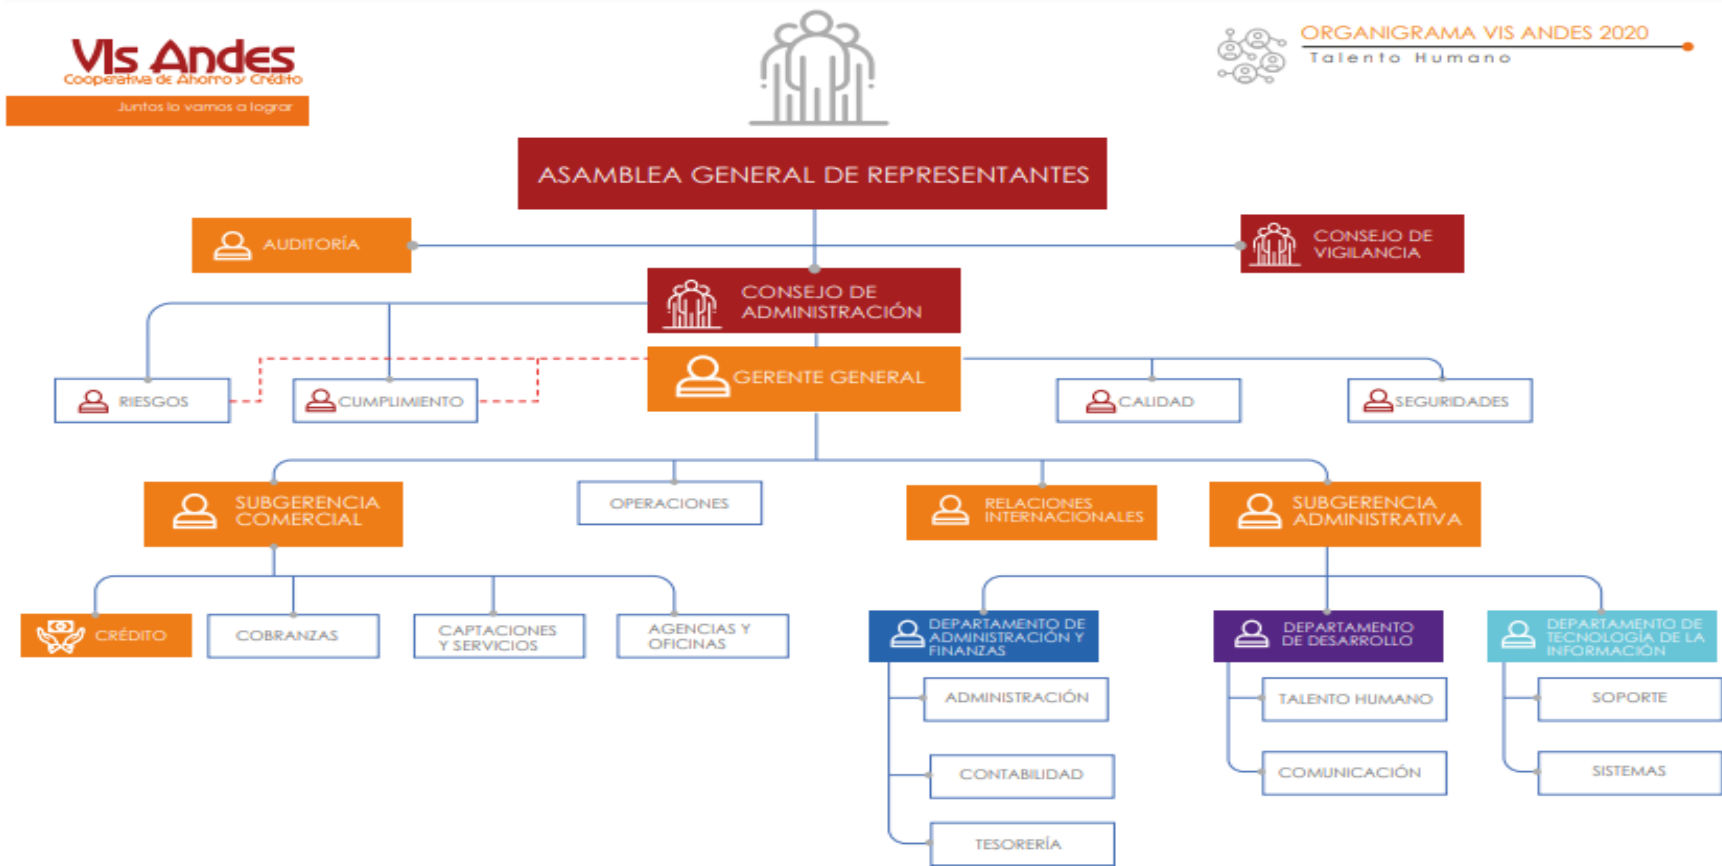 VIs Andes
Cooperativa de Ahorro y Crédito
Juntos lo vamos a lograr
ORGANIGRAMA VIS ANDES 2020
Talento Humano
ASAMBLEA GENERAL DE REPRESENTANTES
AUDITORÍA
CONSEJO DE
VIGILANCIA
CONSEJO DE
ADMINISTRACIÓN
GERENTE GENERAL
RIESGOS
CUMPLIMIENTO
CALIDAD
SEGURIDADES
SUBGERENCIA
COMERCIAL
OPERACIONES
RELACIONES
INTERNACIONALES
SUBGERENCIA
ADMINISTRATIVA
CRÉDITO
COBRANZAS
CAPTACIONES
Y SERVICIOS
AGENCIAS Y
OFICINAS
DEPARTAMENTO DE
ADMINISTRACIÓN Y
FINANZAS
DEPARTAMENTO
DE DESARROLLO
DEPARTAMENTO DE
TECNOLOGÍA DE LA
INFORMACIÓN
ADMINISTRACIÓN
TALENTO HUMANO
SOPORTE
CONTABILIDAD
COMUNICACIÓN
SISTEMAS
TESORERÍA